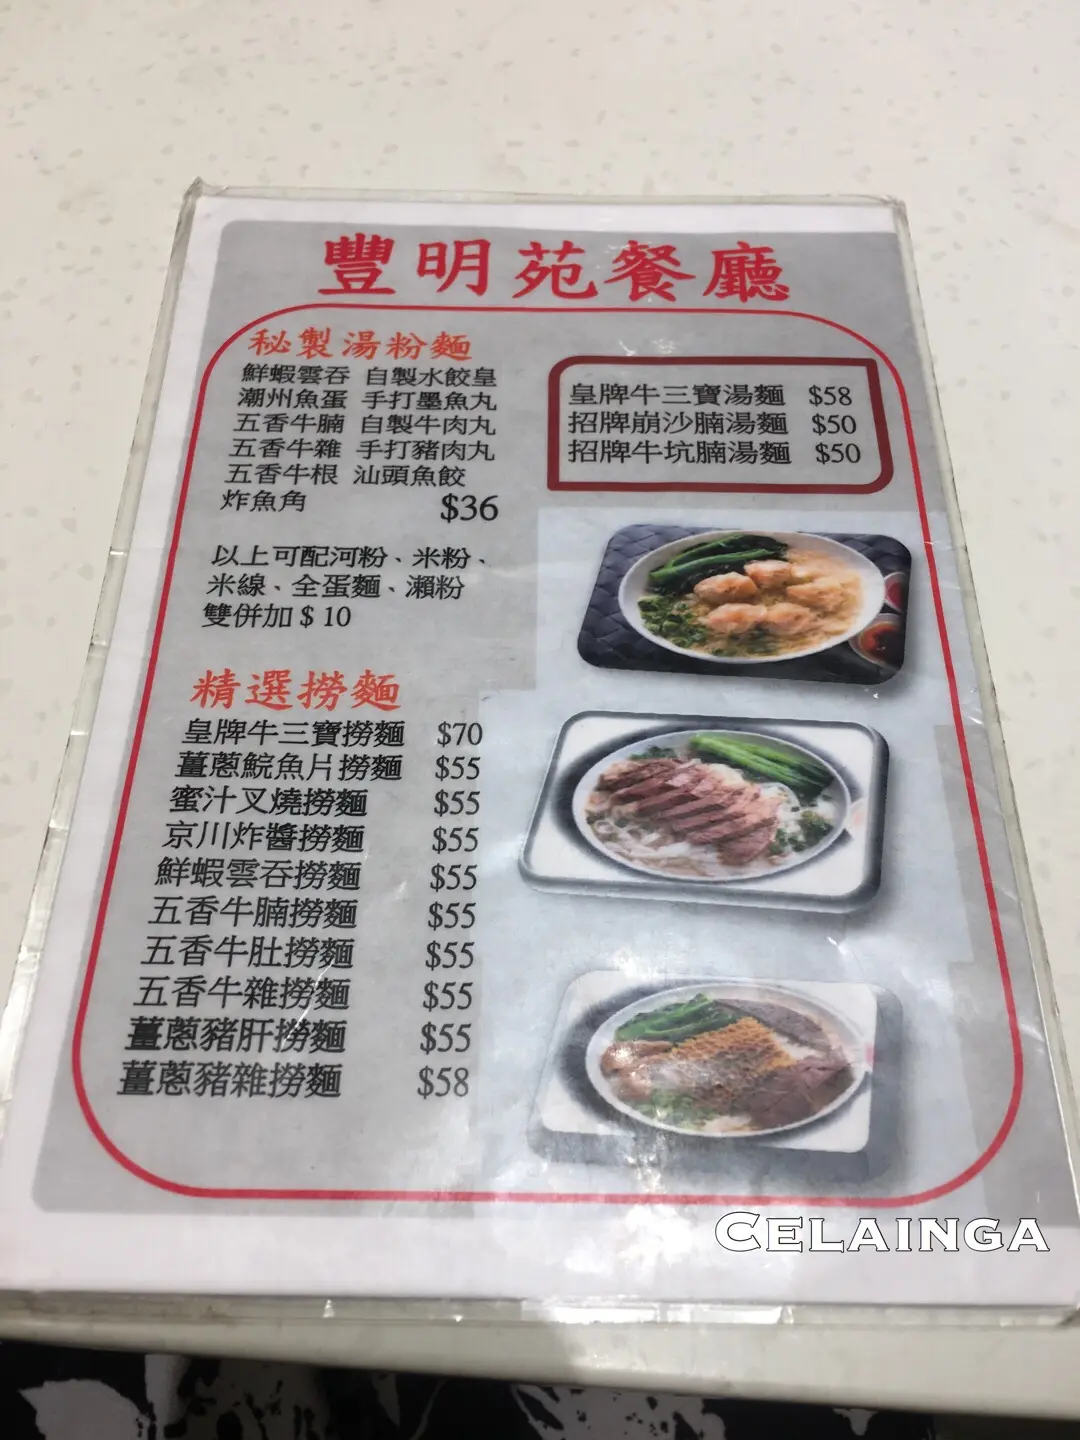 豐明苑餐廳
秘製湯粉麵
鮮蝦雲吞 自製水餃皇
潮州魚蛋 手打墨魚丸
五香牛腩 自製牛肉丸
五香牛雜 手打豬肉丸
五香牛根 汕頭魚餃
炸魚角 $36
以上可配河粉、米粉、
米線、全蛋麵、瀨粉
雙併加 $ 10
皇牌牛三寶湯麵 $58
招牌崩沙腩湯麵 $50
招牌牛坑腩湯麵 $50
精選撈麵
皇牌牛三寶撈麵 $70
薑蔥鯇魚片撈麵 $55
蜜汁叉燒撈麵 $55
京川炸醬撈麵 $55
鮮蝦雲吞撈麵 $55
五香牛腩撈麵 $55
五香牛肚撈麵 $55
五香牛雜撈麵 $55
薑蔥豬肝撈麵 $55
薑蔥豬雜撈麵 $58
CELAINGA